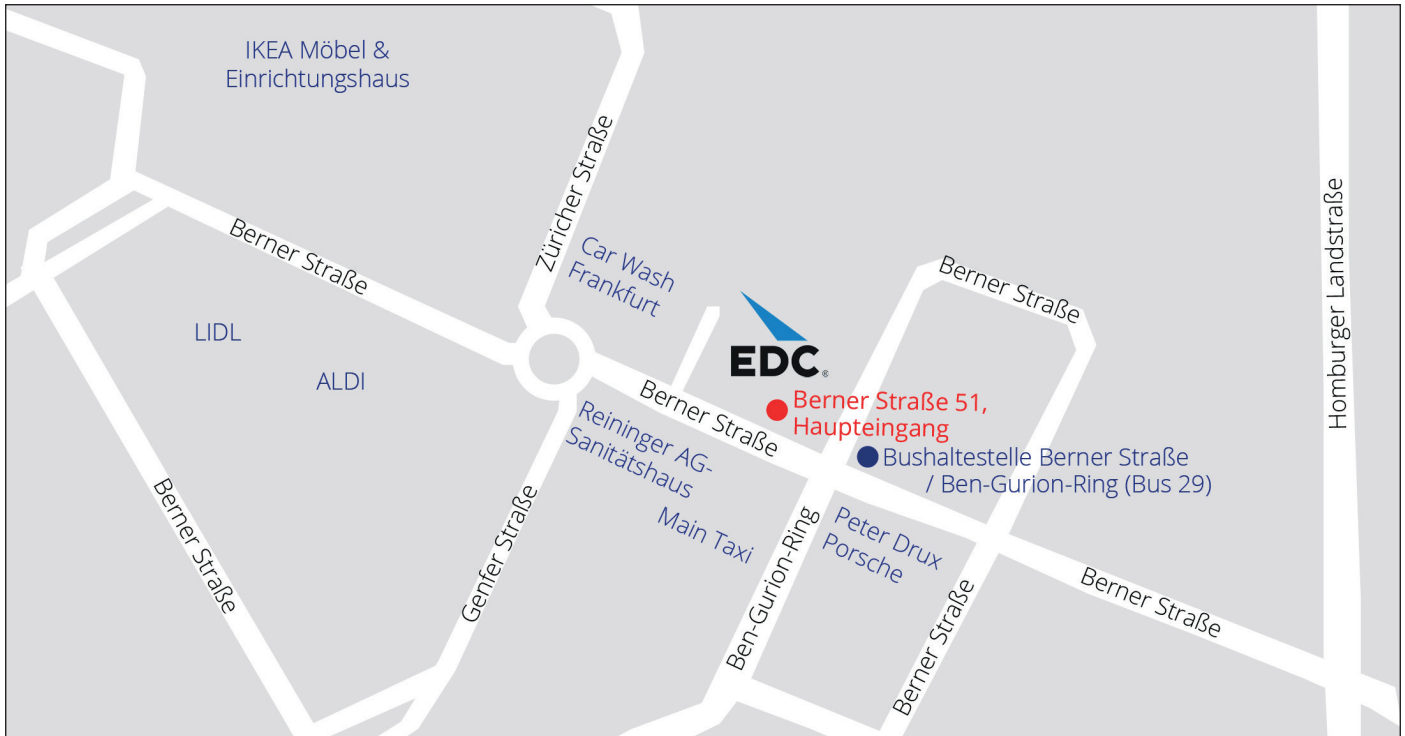 IKEA Möbel &
Einrichtungshaus
Züricher Straße
Homburger Landstraße
Berner Straße
Car Wash
Frankfurt
Berner Straße
LIDL
ALDI
EDC®
Berner Straße 51,
Haupteingang
Berner Straße
Reininger AG-
Sanitätshaus
Main Taxi
Bushaltestelle Berner Straße
/ Ben-Gurion-Ring (Bus 29)
Berner Straße
Genfer Straße
Ben-Gurion-Ring
Peter Drux
Porsche
Berner Straße
Berner Straße